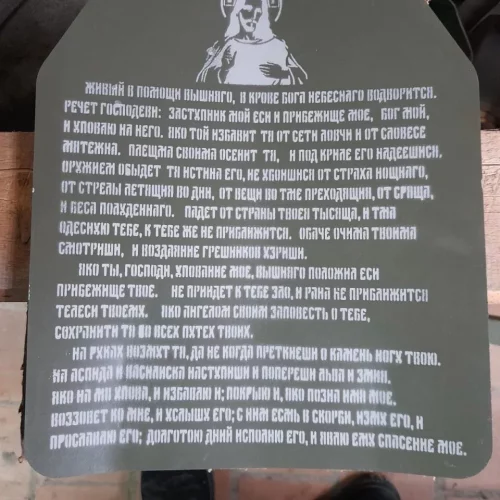 ЖИВЫЙ В ПОМОЩИ ВЫШНЯГО, В КРОВЕ БОГА НЕБЕСНАГО ВОДВОРИТСЯ.
РЕЧЕТ ГОСПОДЕВИ: ЗАСТУПНИК МОЙ ЕСИ И ПРИБЕЖИЩЕ МОЕ, БОГ МОЙ,
И УПОВАЮ НА НЕГО. ЯКО ТОЙ ИЗБАВИТ ТЯ ОТ СЕТИ ЛОВЧИ И ОТ СЛОВЕСЕ
МЯТЕЖНА. ПЛЕЩМА СВОИМА ОСЕНИТ ТЯ, И ПОД КРИЛЕ ЕГО НАДЕЕШИСЯ.
ОРУЖИЕМ ОБЫДЕТ ТЯ ИСТИНА ЕГО, НЕ УБОИШИСЯ ОТ СТРАХА НОЩНАГО,
ОТ СТРЕЛЫ ЛЕТЯЩИЯ ВО ДНИ, ОТ ВЕЩИ ВО ТМЕ ПРЕХОДЯЩИЯ, ОТ СРЯЩА,
И БЕСА ПОЛУДЕННАГО. ПАДЕТ ОТ СТРАНЫ ТВОЕЯ ТЫСЯЩА, И ТМА
ОДЕСНУЮ ТЕБЕ, К ТЕБЕ ЖЕ НЕ ПРИБЛИЖИТСЯ. ОБАЧЕ ОЧИМА ТВОИМА
СМОТРИШИ, И ВОЗДАЯНИЕ ГРЕШНИКОВ УЗРИШИ.
ЯКО ТЫ, ГОСПОДИ, УПОВАНИЕ МОЕ, ВЫШНЯГО ПОЛОЖИЛ ЕСИ
ПРИБЕЖИЩЕ ТВОЕ. НЕ ПРИИДЕТ К ТЕБЕ ЗЛО, И РАНА НЕ ПРИБЛИЖИТСЯ
ТЕЛЕСИ ТВОЕМУ. ЯКО АНГЕЛОМ СВОИМ ЗАПОВЕСТЬ О ТЕБЕ,
СОХРАНИТИ ТЯ ВО ВСЕХ ПУТЕХ ТВОИХ.
НА РУКАХ ВОЗМУТ ТЯ, ДА НЕ КОГДА ПРЕТКНЕШИ О КАМЕНЬ НОГУ ТВОЮ.
НА АСПИДА И ВАСИЛИСКА НАСТУПИШИ И ПОПЕРЕШИ ЛЬВА И ЗМИЯ.
ЯКО НА МЯ УПОВА, И ИЗБАВЛЮ И; ПОКРЫЮ И, ЯКО ПОЗНА ИМЯ МОЕ.
ВОЗЗОВЕТ КО МНЕ, И УСЛЫШУ ЕГО; С НИМ ЕСМЬ В СКОРБИ, ИЗМУ ЕГО, И
ПРОСЛАВЛЮ ЕГО; ДОЛГОТОЮ ДНИЙ ИСПОЛНЮ ЕГО, И ЯВЛЮ ЕМУ СПАСЕНИЕ МОЕ.